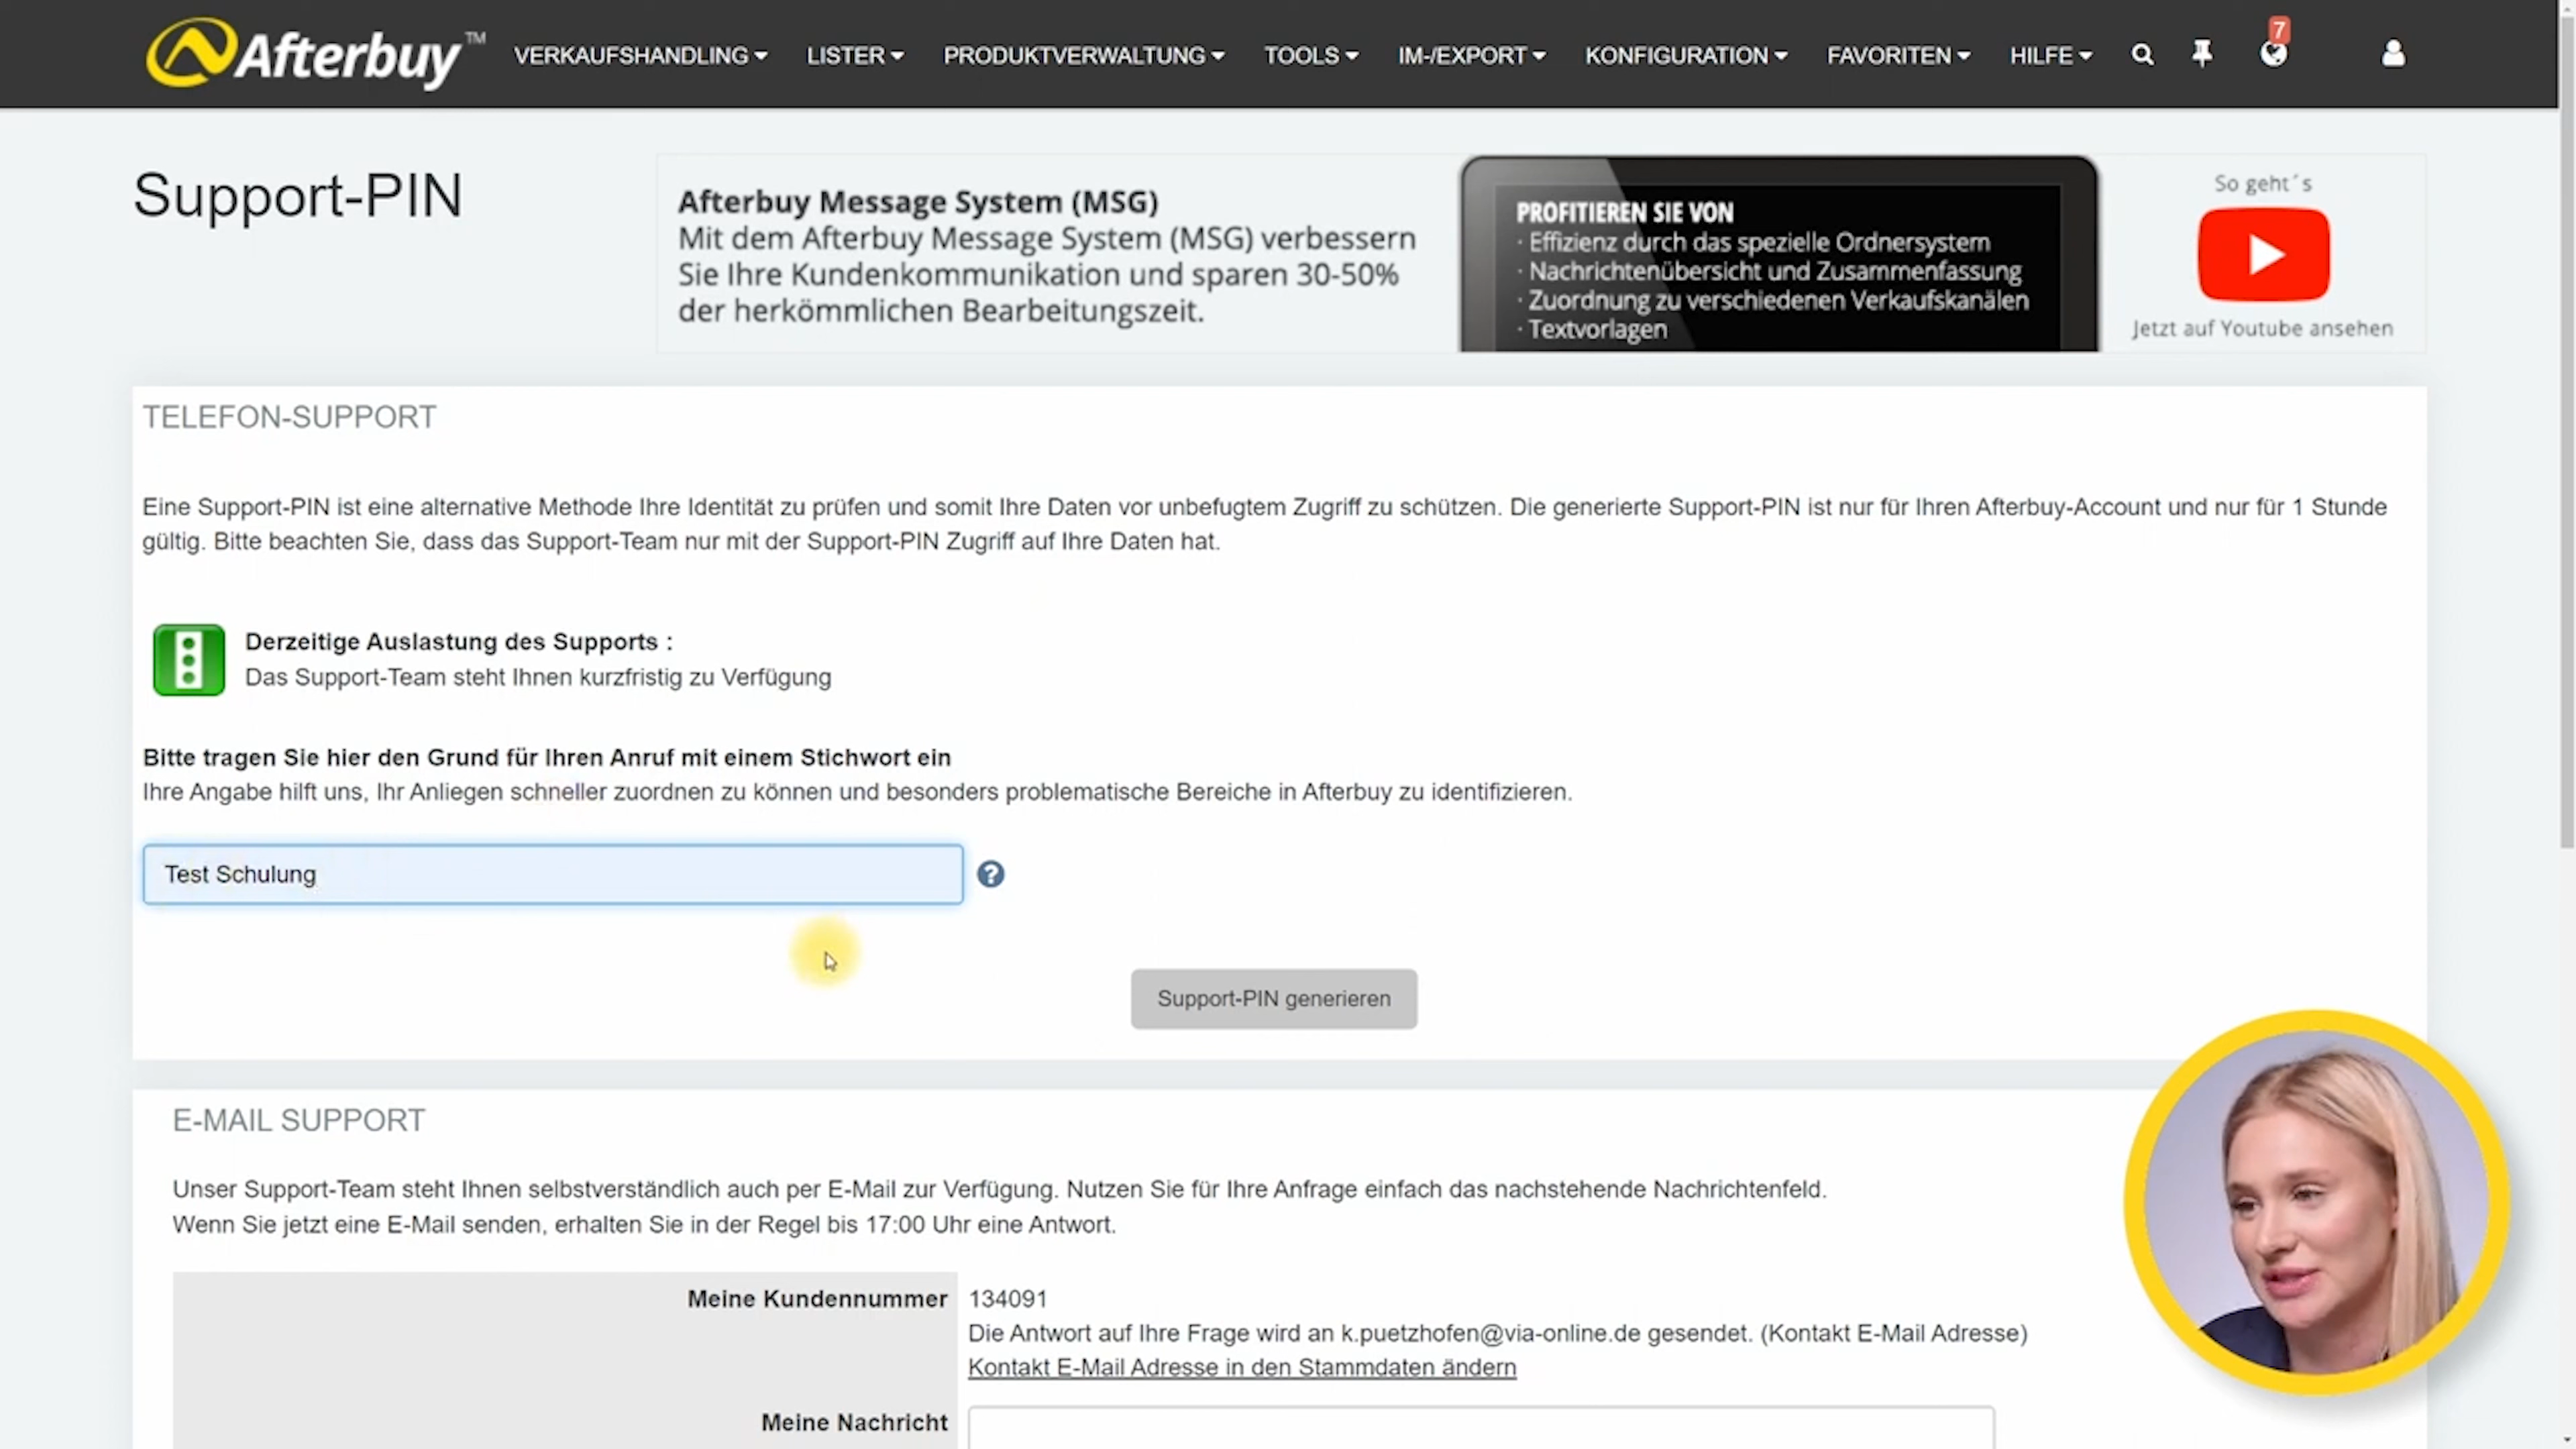 Afterbuy™ VERKAUFSHANDLING LISTER PRODUKTVERWALTUNG TOOLS IM-/EXPORT KONFIGURATION FAVORITEN HILFE 7
Support-PIN
Afterbuy Message System (MSG)
Mit dem Afterbuy Message System (MSG) verbessern
Sie Ihre Kundenkommunikation und sparen 30-50%
der herkömmlichen Bearbeitungszeit.
PROFITIEREN SIE VON
· Effizienz durch das spezielle Ordnersystem
· Nachrichtenübersicht und Zusammenfassung
· Zuordnung zu verschiedenen Verkaufskanälen
· Textvorlagen
So geht´s
Jetzt auf Youtube ansehen
TELEFON-SUPPORT
Eine Support-PIN ist eine alternative Methode Ihre Identität zu prüfen und somit Ihre Daten vor unbefugtem Zugriff zu schützen. Die generierte Support-PIN ist nur für Ihren Afterbuy-Account und nur für 1 Stunde
gültig. Bitte beachten Sie, dass das Support-Team nur mit der Support-PIN Zugriff auf Ihre Daten hat.
Derzeitige Auslastung des Supports :
Das Support-Team steht Ihnen kurzfristig zu Verfügung
Bitte tragen Sie hier den Grund für Ihren Anruf mit einem Stichwort ein
Ihre Angabe hilft uns, Ihr Anliegen schneller zuordnen zu können und besonders problematische Bereiche in Afterbuy zu identifizieren.
Test Schulung
Support-PIN generieren
E-MAIL SUPPORT
Unser Support-Team steht Ihnen selbstverständlich auch per E-Mail zur Verfügung. Nutzen Sie für Ihre Anfrage einfach das nachstehende Nachrichtenfeld.
Wenn Sie jetzt eine E-Mail senden, erhalten Sie in der Regel bis 17:00 Uhr eine Antwort.
Meine Kundennummer 134091
Die Antwort auf Ihre Frage wird an k.puetzhofen@via-online.de gesendet. (Kontakt E-Mail Adresse)
Kontakt E-Mail Adresse in den Stammdaten ändern
Meine Nachricht